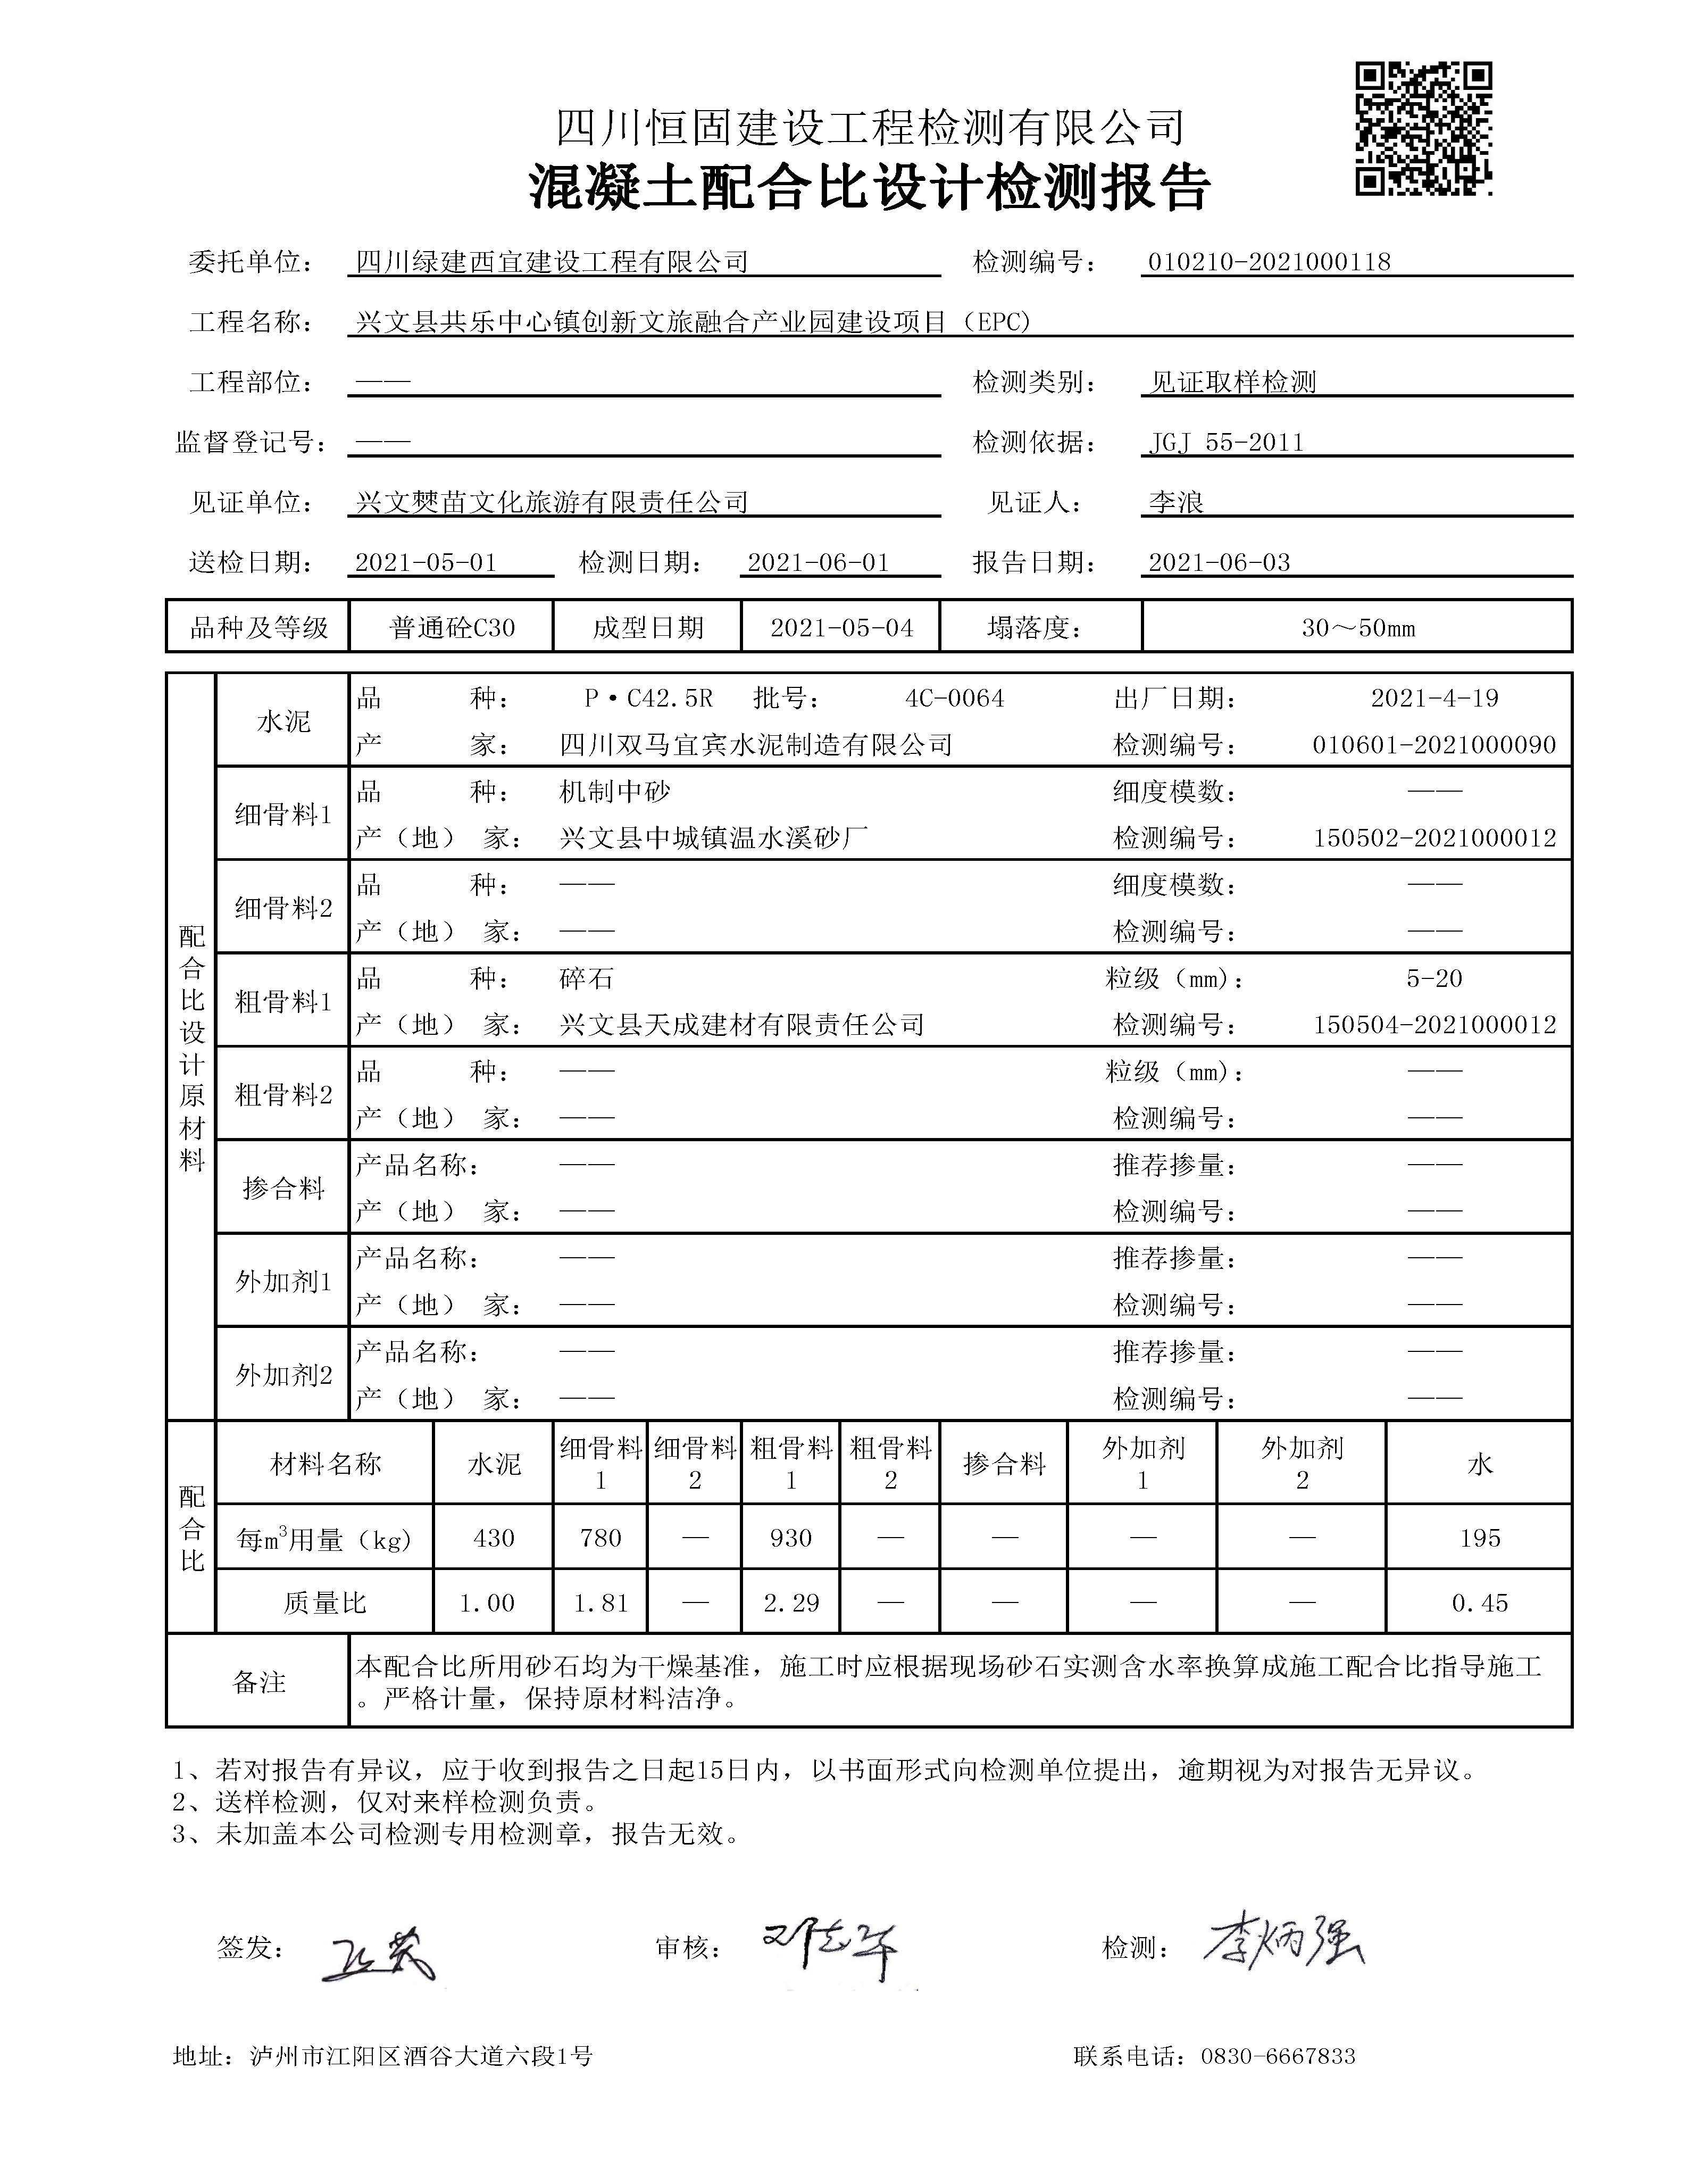 四川恒固建设工程检测有限公司
混凝土配合比设计检测报告
委托单位： 四川绿建西宜建设工程有限公司 检测编号： 010210-2021000118
工程名称： 兴文县共乐中心镇创新文旅融合产业园建设项目（EPC）
工程部位： —— 检测类别： 见证取样检测
监督登记号： —— 检测依据： JGJ 55-2011
见证单位： 兴文僰苗文化旅游有限责任公司 见证人： 李浪
送检日期： 2021-05-01 检测日期： 2021-06-01 报告日期： 2021-06-03
品种及等级 普通砼C30 成型日期 2021-05-04 塌落度： 30～50mm
配合比设计原材料
水泥
品 种： P·C42.5R 批号： 4C-0064 出厂日期： 2021-4-19
产 家： 四川双马宜宾水泥制造有限公司 检测编号： 010601-2021000090
细骨料1
品 种： 机制中砂 细度模数： ——
产（地） 家： 兴文县中城镇温水溪砂厂 检测编号： 150502-2021000012
细骨料2
品 种： —— 细度模数： ——
产（地） 家： —— 检测编号： ——
粗骨料1
品 种： 碎石 粒级（mm）： 5-20
产（地） 家： 兴文县天成建材有限责任公司 检测编号： 150504-2021000012
粗骨料2
品 种： —— 粒级（mm）： ——
产（地） 家： —— 检测编号： ——
掺合料
产品名称： —— 推荐掺量： ——
产（地） 家： —— 检测编号： ——
外加剂1
产品名称： —— 推荐掺量： ——
产（地） 家： —— 检测编号： ——
外加剂2
产品名称： —— 推荐掺量： ——
产（地） 家： —— 检测编号： ——
配合比
材料名称 水泥 细骨料1 细骨料2 粗骨料1 粗骨料2 掺合料 外加剂1 外加剂2 水
每m³用量（kg） 430 780 — 930 — — — — 195
质量比 1.00 1.81 — 2.29 — — — — 0.45
备注
本配合比所用砂石均为干燥基准，施工时应根据现场砂石实测含水率换算成施工配合比指导施工
。严格计量，保持原材料洁净。
1、若对报告有异议，应于收到报告之日起15日内，以书面形式向检测单位提出，逾期视为对报告无异议。
2、送样检测，仅对来样检测负责。
3、未加盖本公司检测专用检测章，报告无效。
签发： 审核： 检测： 李炳强
地址：泸州市江阳区酒谷大道六段1号 联系电话：0830-6667833